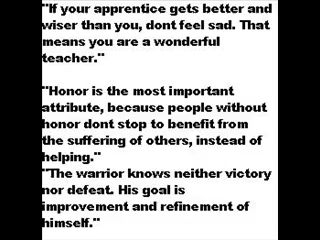 "If your apprentice gets better and
wiser than you, dont feel sad. That
means you are a wonderful
teacher."
"Honor is the most important
attribute, because people without
honor dont stop to benefit from
the suffering of others, instead of
helping."
"The warrior knows neither victory
nor defeat. His goal is
improvement and refinement of
himself."